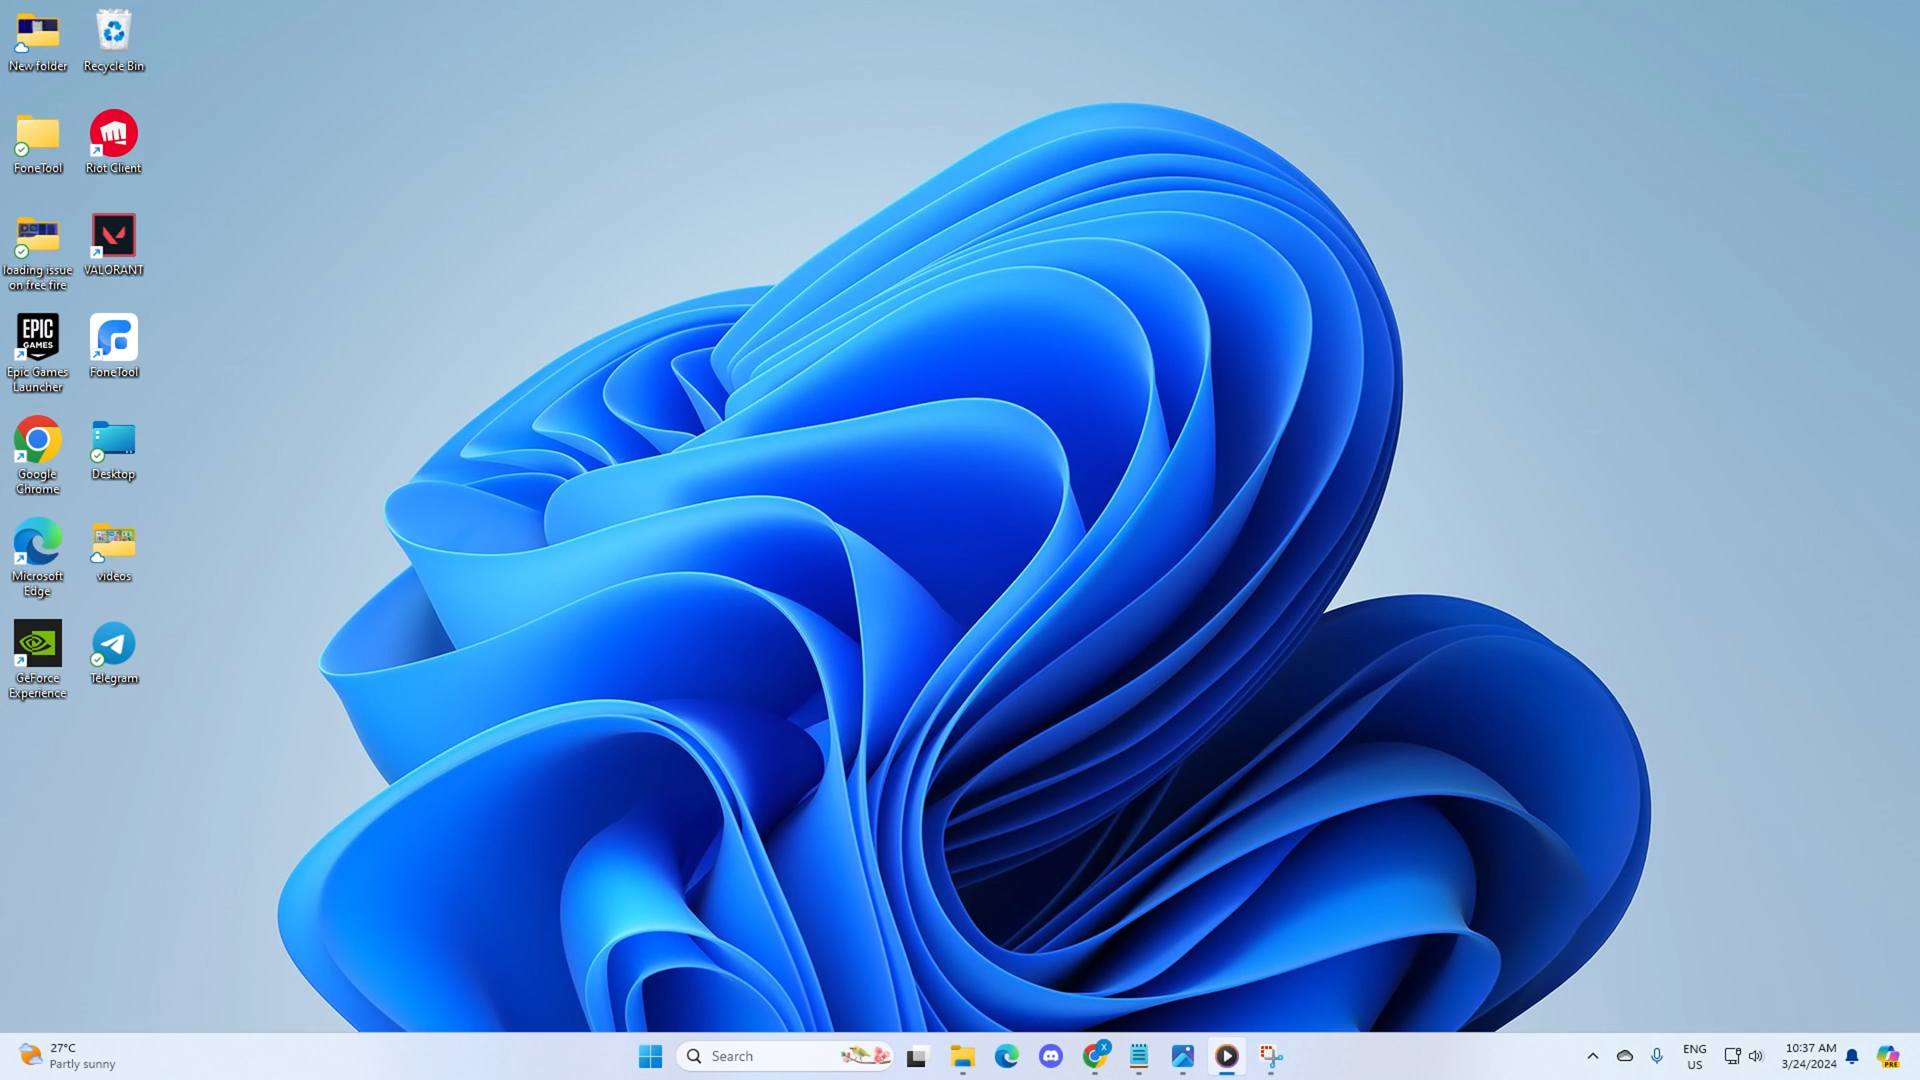 New folder
Recycle Bin
FoneTool
Riot Client
loading issue
on free fire
VALORANT
EPIC
GAMES
Epic Games
Launcher
FoneTool
Google
Chrome
Desktop
Microsoft
Edge
videos
GeForce
Experience
Telegram
27°C
Partly sunny
Search
X
ENG
US
10:37 AM
3/24/2024
PRE